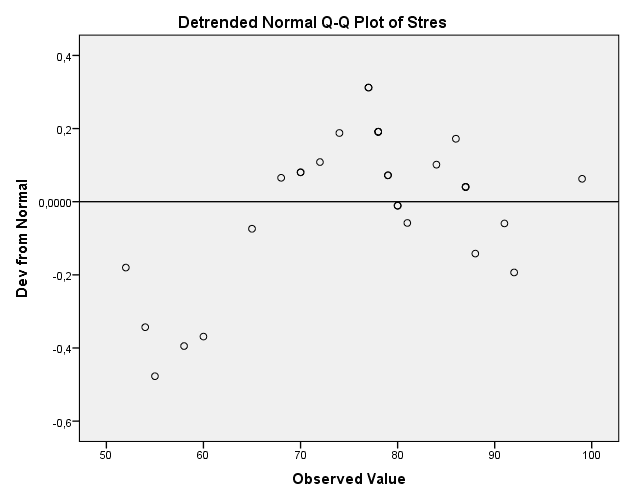 Detrended Normal Q-Q Plot of Stres
0,4
0,2
0,0000
-0,2
-0,4
-0,6
Dev from Normal
50 60 70 80 90 100
Observed Value